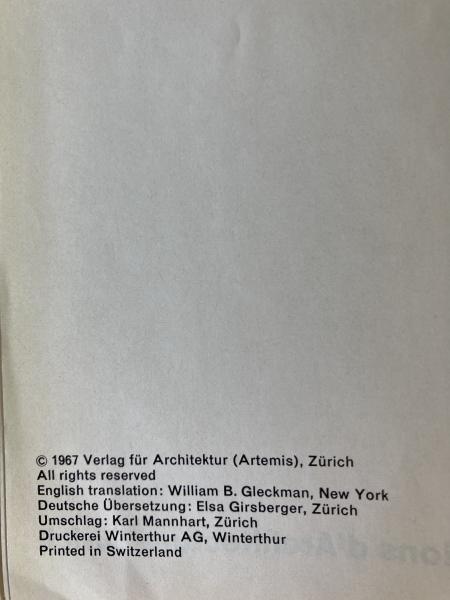 © 1967 Verlag für Architektur (Artemis), Zürich
All rights reserved
English translation: William B. Gleckman, New York
Deutsche Übersetzung: Elsa Girsberger, Zürich
Umschlag: Karl Mannhart, Zürich
Druckerei Winterthur AG, Winterthur
Printed in Switzerland